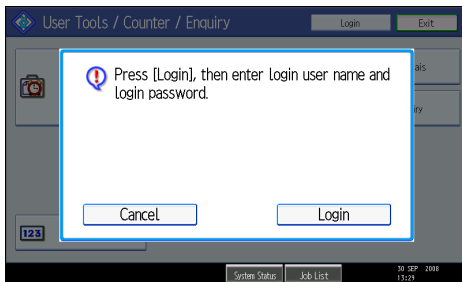 User Tools / Counter / Enquiry
Login
Exit
Press [Login], then enter login user name and
login password.
Cancel
Login
123
System Status
Job List
30 SEP 2008
13:29